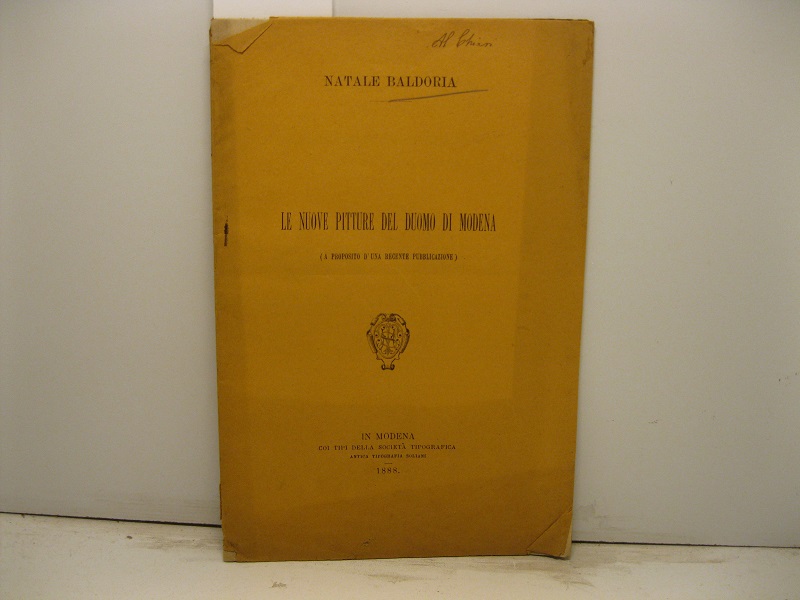 Al
NATALE BALDORIA
LE NUOVE PITTURE DEL DUOMO DI MODENA
( A PROPOSITO D'UNA RECENTE PUBBLICAZIONE )
IN MODENA
COI TIPI DELLA SOCIETÀ TIPOGRAFICA
ANTICA TIPOGRAFIA SOLIANI
1888.